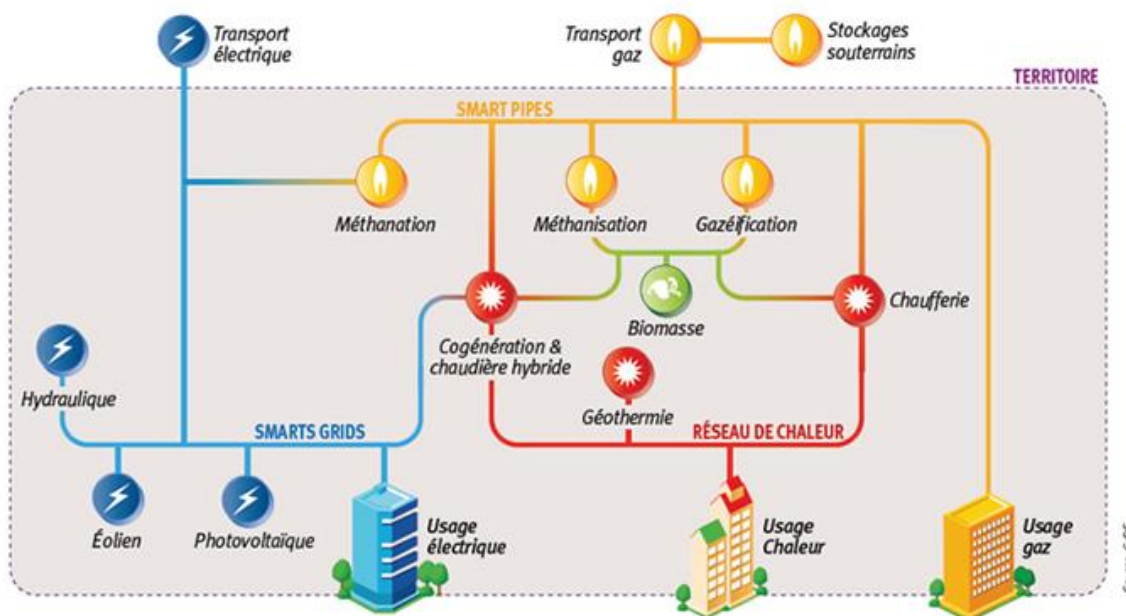 Transport
électrique
Transport
gaz
Stockages
souterrains
TERRITOIRE
SMART PIPES
Méthanation
Méthanisation
Gazéification
Biomasse
Chaufferie
Cogénération &
chaudière hybride
Hydraulique
Géothermie
SMARTS GRIDS
RÉSEAU DE CHALEUR
Éolien
Photovoltaïque
Usage
électrique
Usage
Chaleur
Usage
gaz